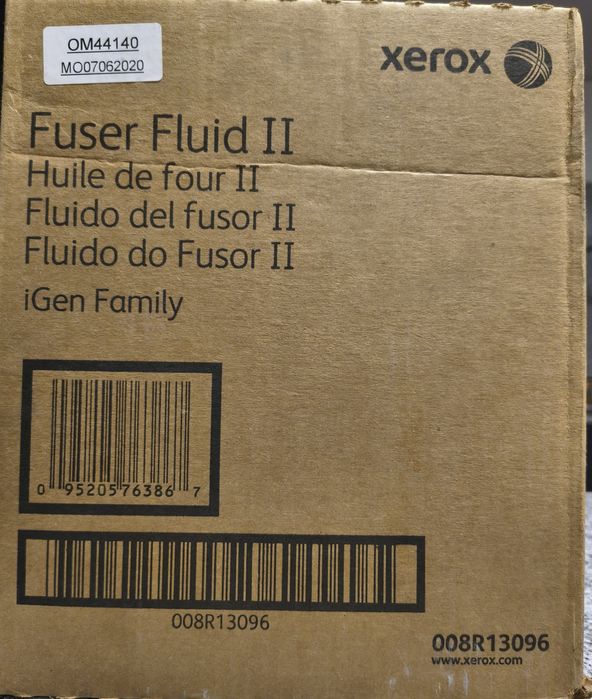 OM44140
MO07062020
xerox
Fuser Fluid II
Huile de four II
Fluido del fusor II
Fluido do Fusor II
iGen Family
0 95205 76386 7
008R13096
008R13096
www.xerox.com